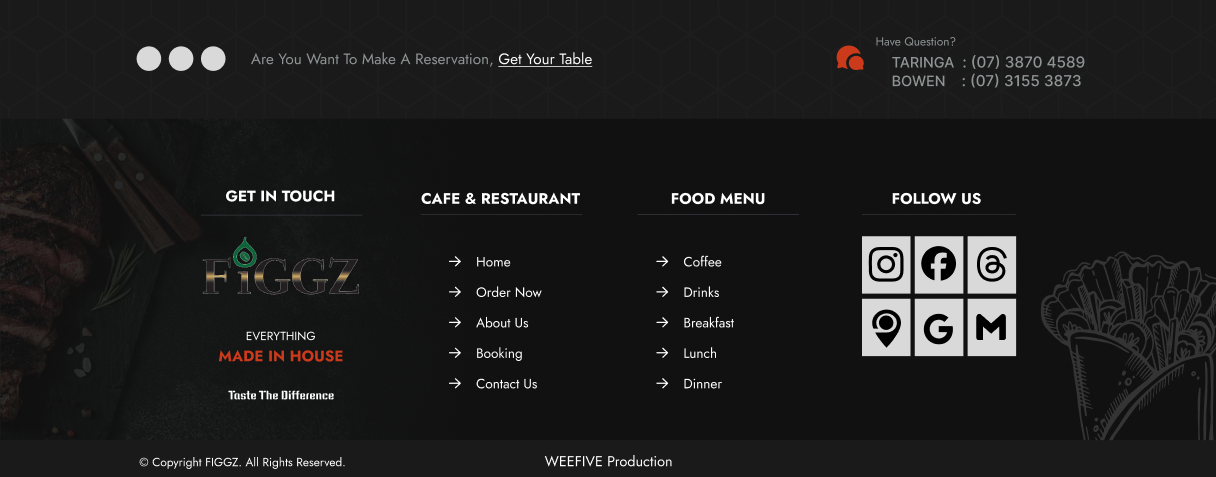 Are You Want To Make A Reservation, Get Your Table
Have Question?
TARINGA : (07) 3870 4589
BOWEN : (07) 3155 3873
GET IN TOUCH
FiGGZ
EVERYTHING
MADE IN HOUSE
Taste The Difference
CAFE & RESTAURANT
Home
Order Now
About Us
Booking
Contact Us
FOOD MENU
Coffee
Drinks
Breakfast
Lunch
Dinner
FOLLOW US
© Copyright FIGGZ. All Rights Reserved.
WEEFIVE Production